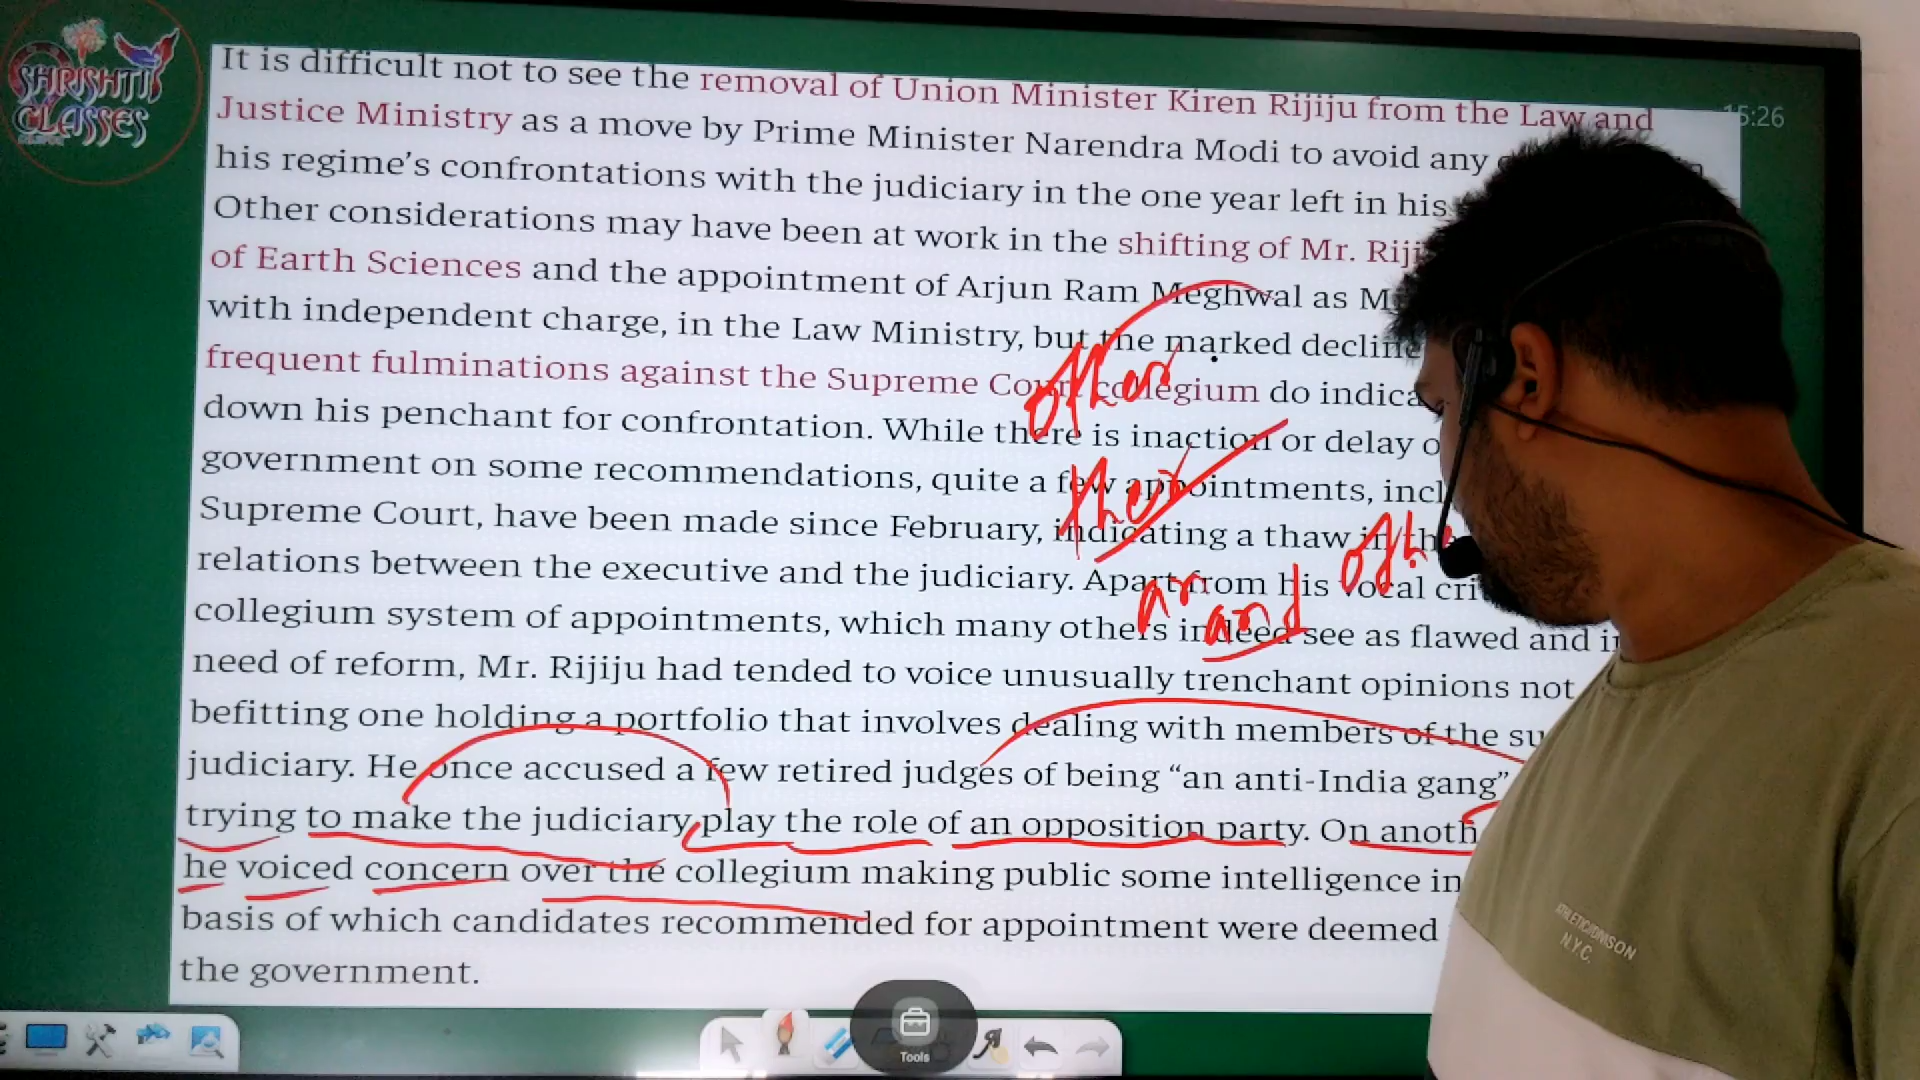 SHRISHTI
CLASSES
15:26
It is difficult not to see the removal of Union Minister Kiren Rijiju from the Law and
Justice Ministry as a move by Prime Minister Narendra Modi to avoid any
his regime’s confrontations with the judiciary in the one year left in his
Other considerations may have been at work in the shifting of Mr. Riji
of Earth Sciences and the appointment of Arjun Ram Meghwal as M
with independent charge, in the Law Ministry, but the marked decline
frequent fulminations against the Supreme Court collegium do indica
down his penchant for confrontation. While there is inaction or delay o
government on some recommendations, quite a few appointments, incl
Supreme Court, have been made since February, indicating a thaw in th
relations between the executive and the judiciary. Apart from his vocal cri
collegium system of appointments, which many others indeed see as flawed and in
need of reform, Mr. Rijiju had tended to voice unusually trenchant opinions not
befitting one holding a portfolio that involves dealing with members of the su
judiciary. He once accused a few retired judges of being “an anti-India gang”
trying to make the judiciary play the role of an opposition party. On anoth
he voiced concern over the collegium making public some intelligence in
basis of which candidates recommended for appointment were deemed
the government.
other
their
oth
ar
and
ATHLETIC/DIVISON
N.Y.C.
Tools